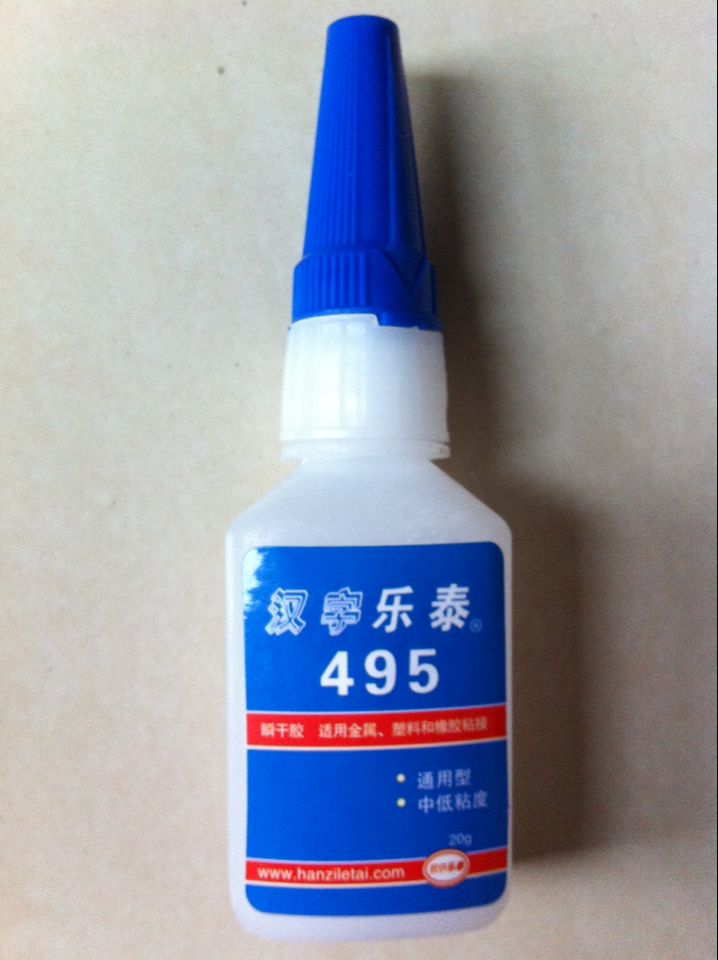 汉字乐泰®
495
瞬干胶 适用金属、塑料和橡胶粘接
• 通用型
• 中低粘度
20g
www.hanziletai.com